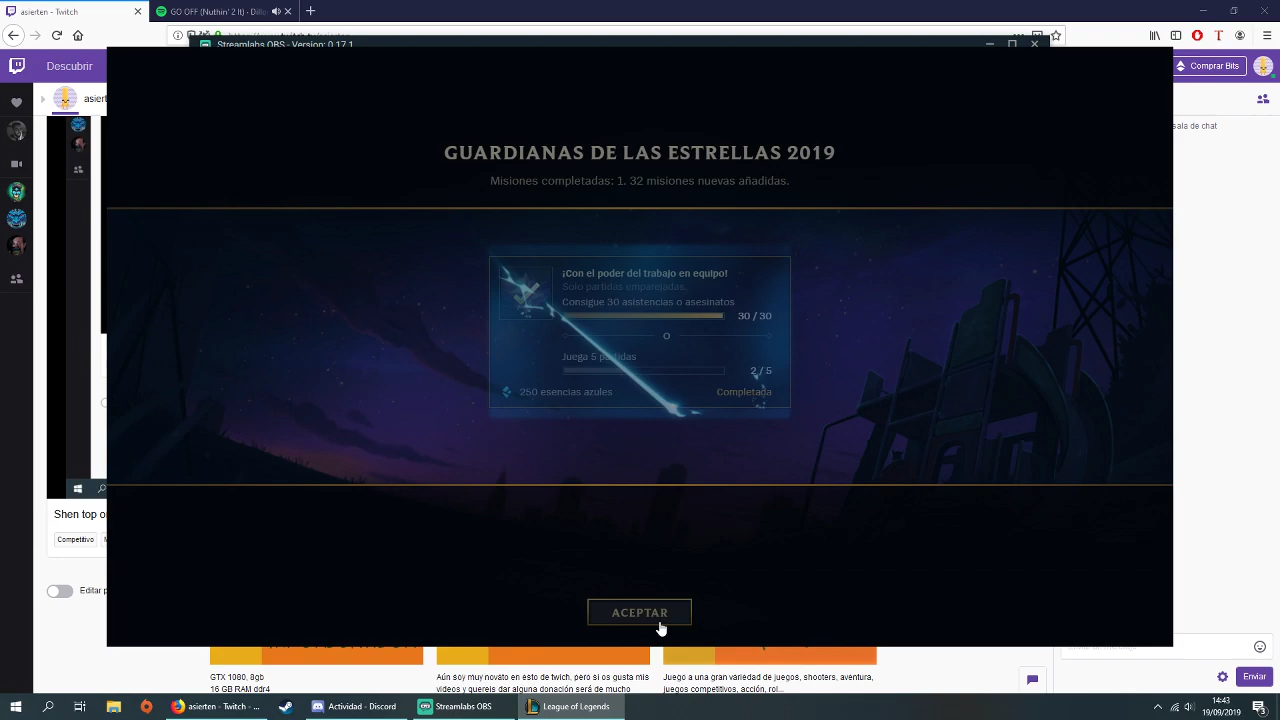 asierten - Twitch
GO OFF (Nuthin' 2 It) - Dillo
Streamlabs OBS - Version: 0.17.1
Descubrir
Comprar Bits
asiert
sala de chat
GUARDIANAS DE LAS ESTRELLAS 2019
Misiones completadas: 1. 32 misiones nuevas añadidas.
¡Con el poder del trabajo en equipo!
Solo partidas emparejadas.
Consigue 30 asistencias o asesinatos
30 / 30
O
Juega 5 partidas
2 / 5
250 esencias azules
Completada
Shen top o
Competitivo
Editar p
ACEPTAR
GTX 1080, 8gb
16 GB RAM ddr4
Aún soy muy novato en esto de twich, pero si os gusta mis
videos y quereis dar alguna donación será de mucho
Juego a una gran variedad de juegos, shooters, aventura,
juegos competitivos, acción, rol...
Enviar
asierten - Twitch - ...
Actividad - Discord
Streamlabs OBS
League of Legends
14:43
19/09/2019
3